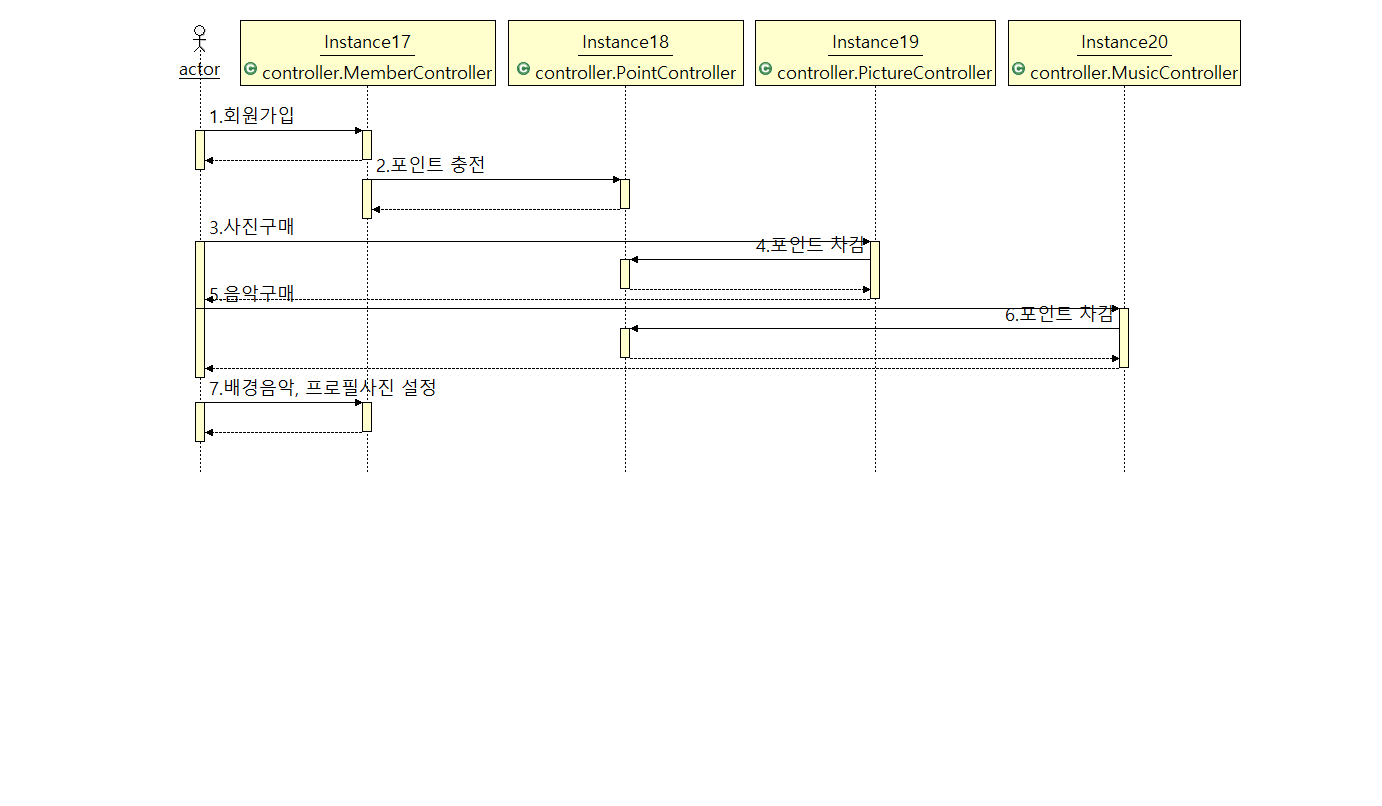 actor
Instance17
controller.MemberController
Instance18
controller.PointController
Instance19
controller.PictureController
Instance20
controller.MusicController
1.회원가입
2.포인트 충전
3.사진구매
4.포인트 차감
5.음악구매
6.포인트 차감
7.배경음악, 프로필사진 설정